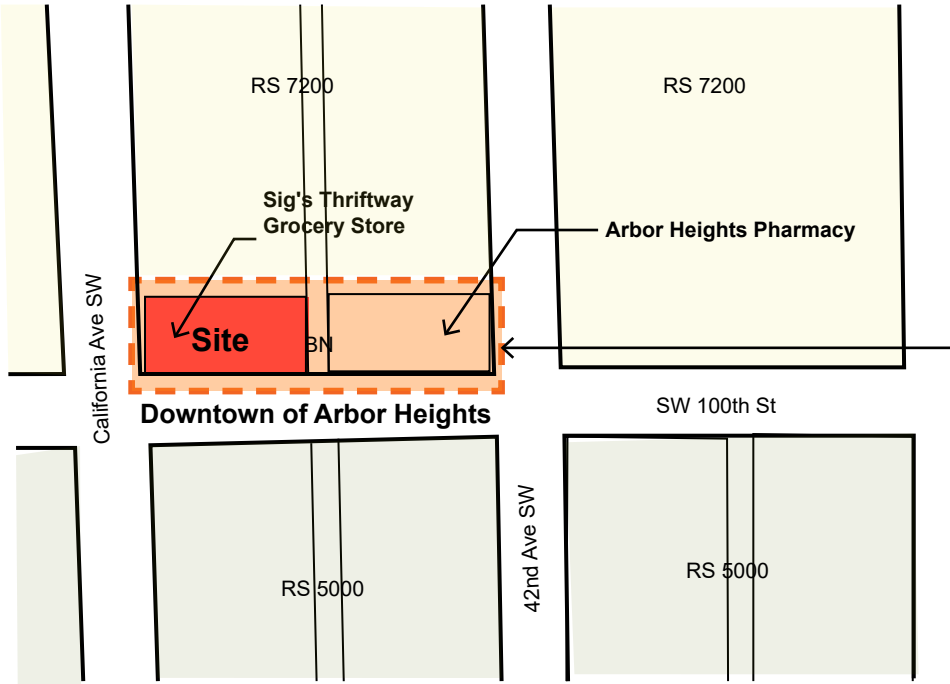 RS 7200
RS 7200
Sig's Thriftway
Grocery Store
Arbor Heights Pharmacy
California Ave SW
Site
BN
Downtown of Arbor Heights
SW 100th St
42nd Ave SW
RS 5000
RS 5000